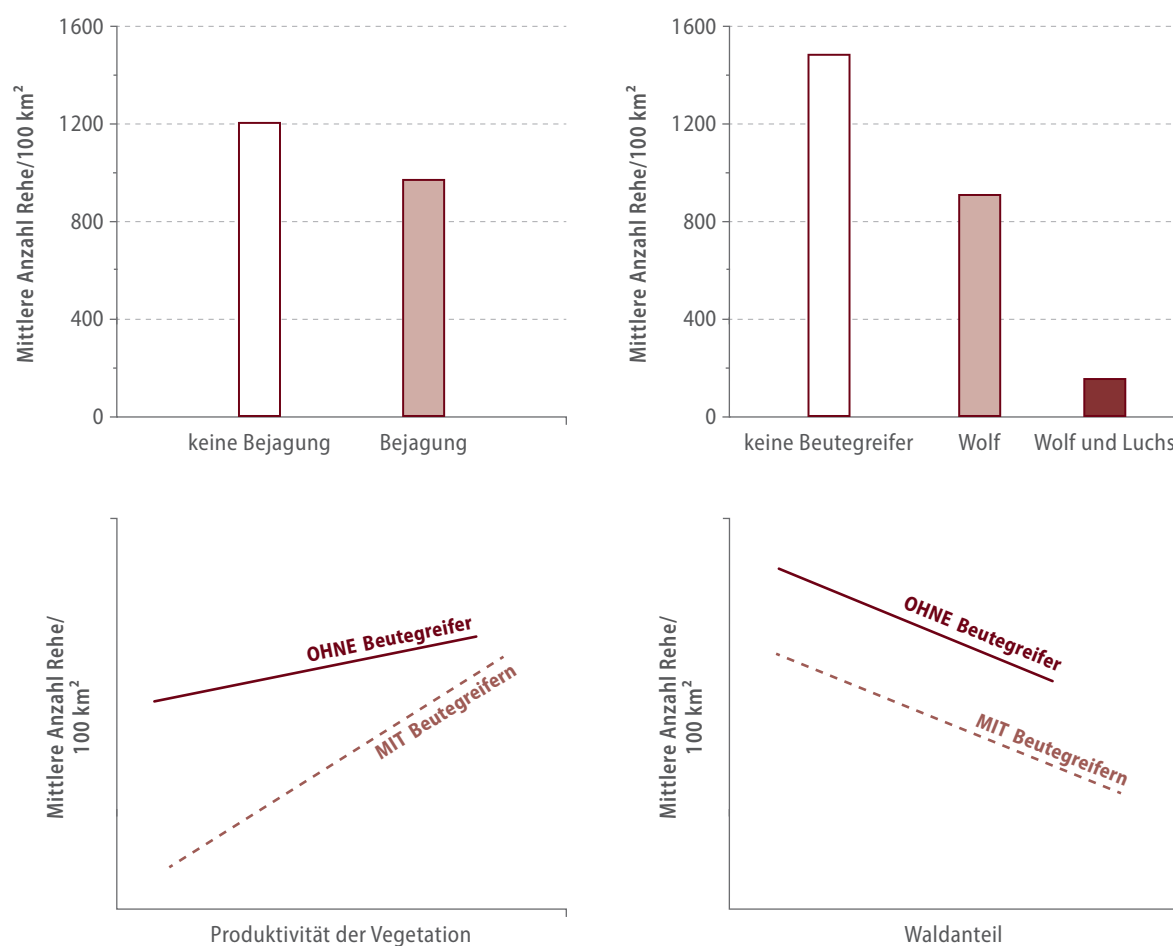 Mittlere Anzahl Rehe/100 km²
1600
1200
800
400
0
keine Bejagung
Bejagung
Mittlere Anzahl Rehe/100 km²
1600
1200
800
400
0
keine Beutegreifer
Wolf
Wolf und Luchs
Mittlere Anzahl Rehe/
100 km²
OHNE Beutegreifer
MIT Beutegreifern
Produktivität der Vegetation
Mittlere Anzahl Rehe/
100 km²
OHNE Beutegreifer
MIT Beutegreifern
Waldanteil